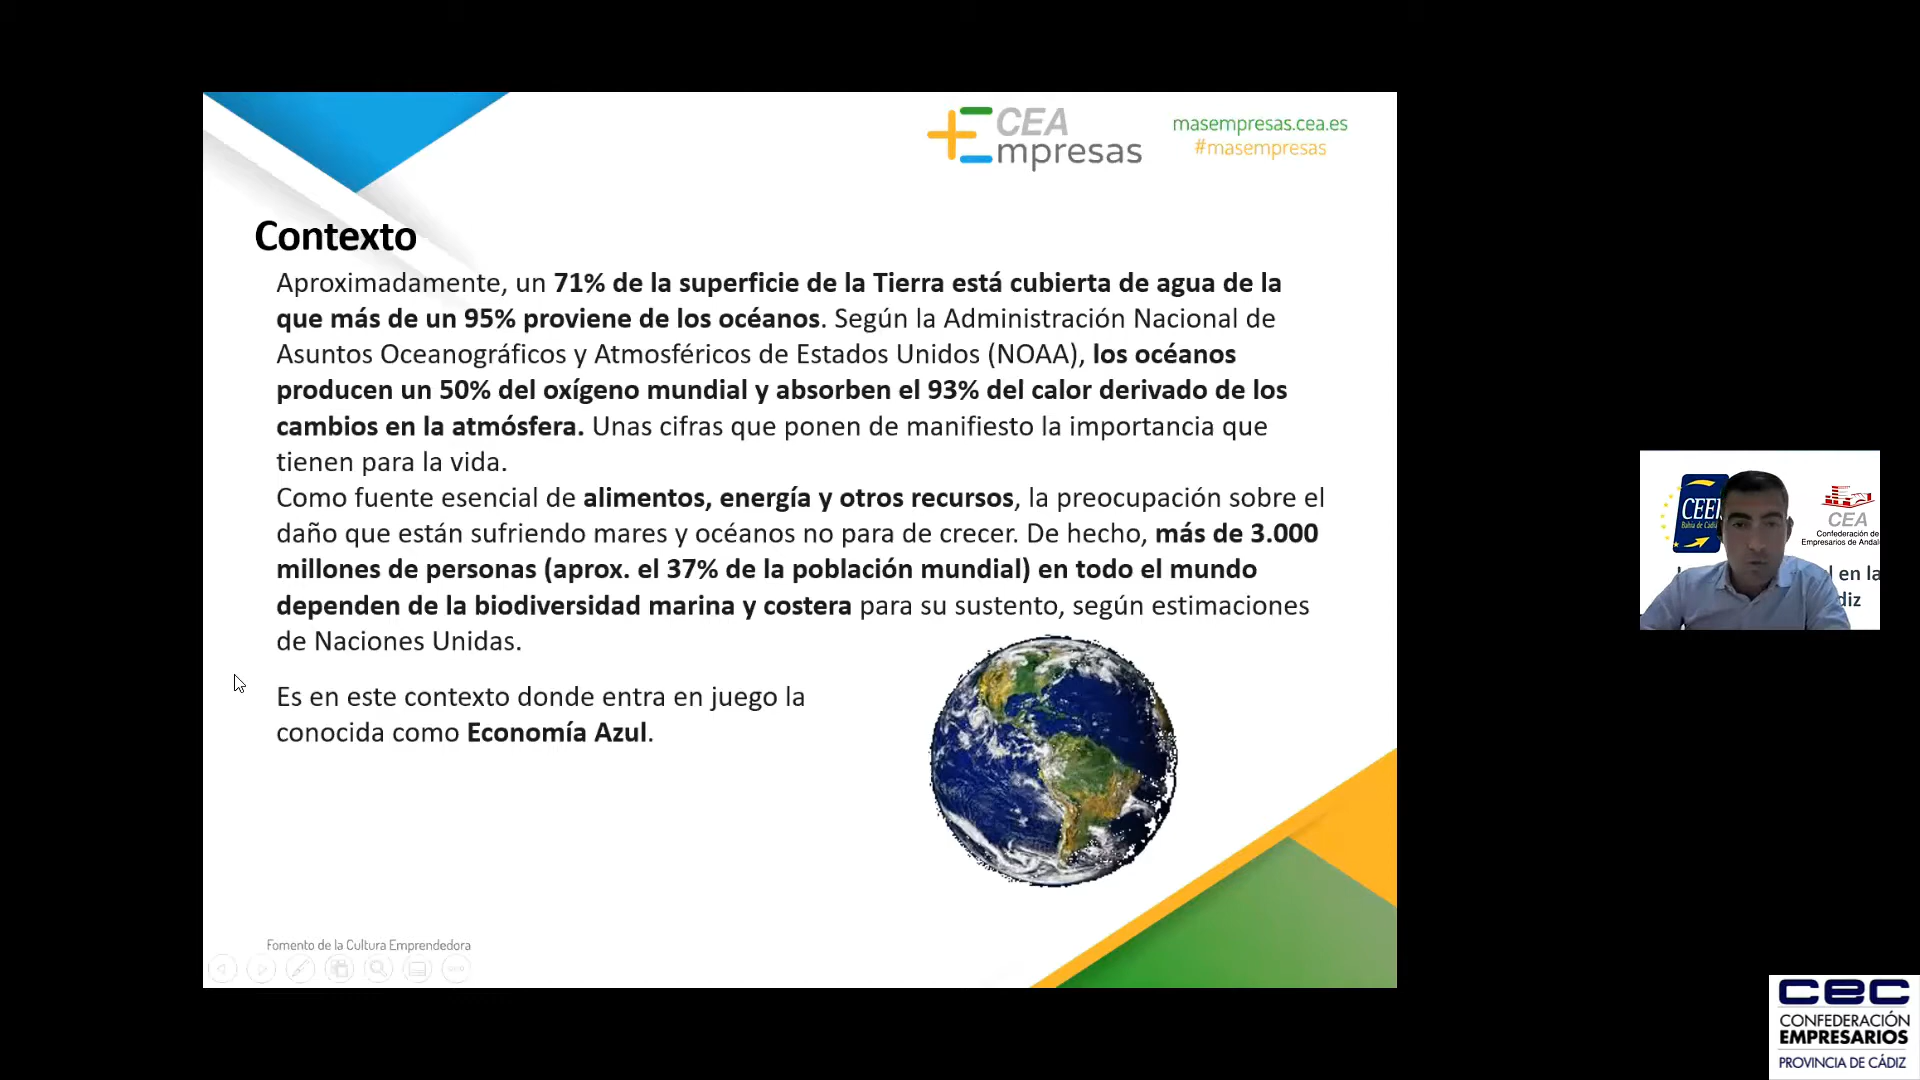 CEA
Empresas
masempresas.cea.es
#masempresas
Contexto
Aproximadamente, un 71% de la superficie de la Tierra está cubierta de agua de la
que más de un 95% proviene de los océanos. Según la Administración Nacional de
Asuntos Oceanográficos y Atmosféricos de Estados Unidos (NOAA), los océanos
producen un 50% del oxígeno mundial y absorben el 93% del calor derivado de los
cambios en la atmósfera. Unas cifras que ponen de manifiesto la importancia que
tienen para la vida.
Como fuente esencial de alimentos, energía y otros recursos, la preocupación sobre el
daño que están sufriendo mares y océanos no para de crecer. De hecho, más de 3.000
millones de personas (aprox. el 37% de la población mundial) en todo el mundo
dependen de la biodiversidad marina y costera para su sustento, según estimaciones
de Naciones Unidas.
Es en este contexto donde entra en juego la
conocida como Economía Azul.
Fomento de la Cultura Emprendedora
Bahía de Cádiz
CEA
Confederación de
Empresarios de Andal
en la
diz
cec
CONFEDERACIÓN
EMPRESARIOS
PROVINCIA DE CÁDIZ